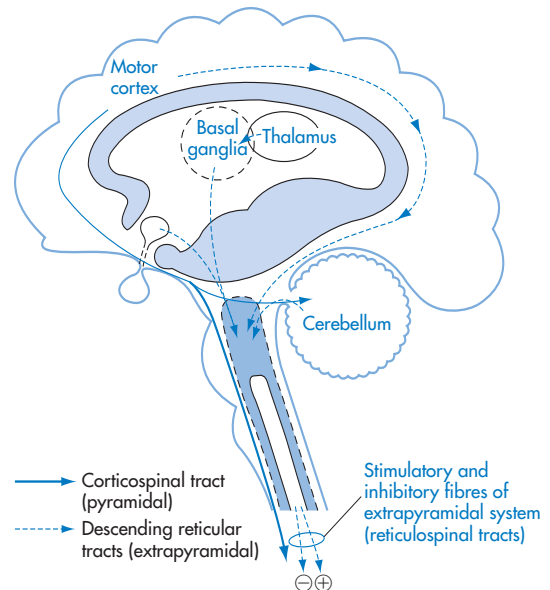 Motor
cortex
Basal
ganglia
Thalamus
Cerebellum
Corticospinal tract
(pyramidal)
Descending reticular
tracts (extrapyramidal)
Stimulatory and
inhibitory fibres of
extrapyramidal system
(reticulospinal tracts)
⊖⊕